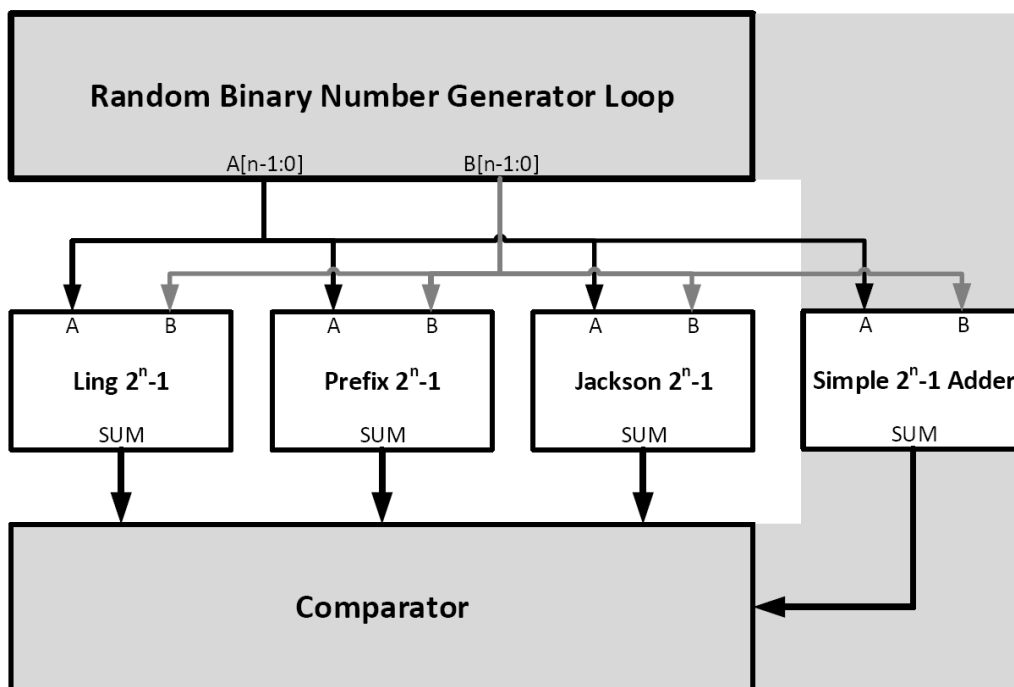 Random Binary Number Generator Loop
A[n-1:0] B[n-1:0]
A B A B A B A B
Ling 2ⁿ-1 Prefix 2ⁿ-1 Jackson 2ⁿ-1 Simple 2ⁿ-1 Adder
SUM SUM SUM SUM
Comparator